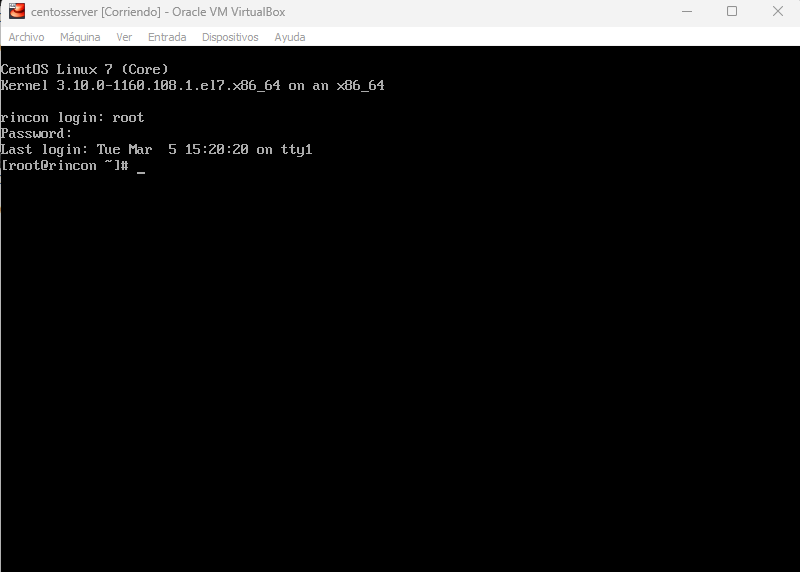 centosserver [Corriendo] - Oracle VM VirtualBox
Archivo Máquina Ver Entrada Dispositivos Ayuda
CentOS Linux 7 (Core)
Kernel 3.10.0-1160.108.1.el7.x86_64 on an x86_64
rincon login: root
Password:
Last login: Tue Mar  5 15:20:20 on tty1
[root@rincon ~]# _